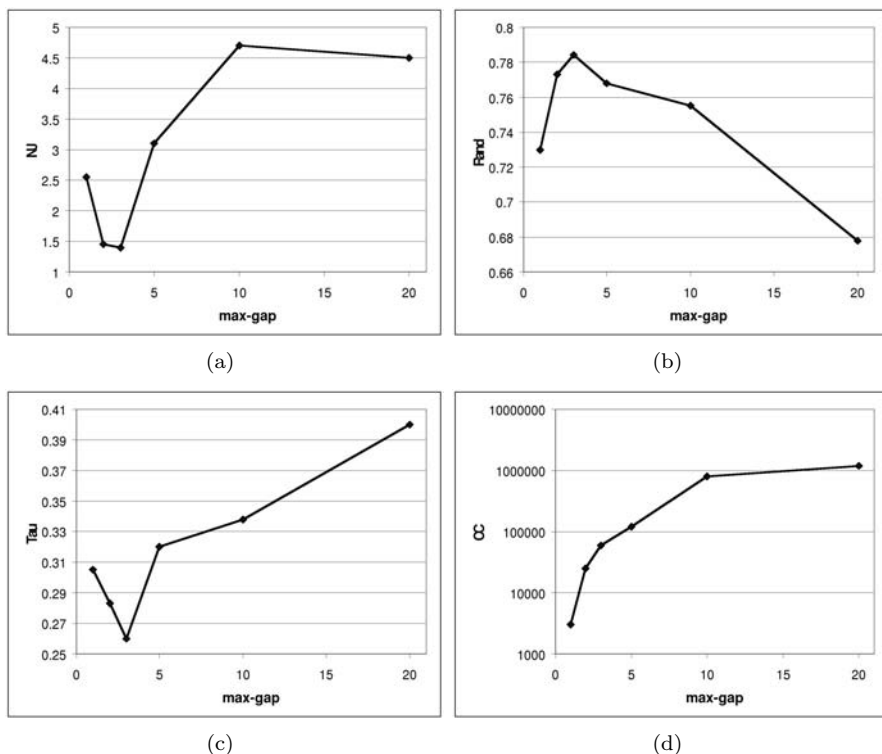 5
4.5
4
3.5
3
2.5
2
1.5
1
NJ
0 5 10 15 20
max-gap
(a)
0.8
0.78
0.76
0.74
0.72
0.7
0.68
0.66
Rand
0 5 10 15 20
max-gap
(b)
0.41
0.39
0.37
0.35
0.33
0.31
0.29
0.27
0.25
Tau
0 5 10 15 20
max-gap
(c)
10000000
1000000
100000
10000
1000
CC
0 5 10 15 20
max-gap
(d)